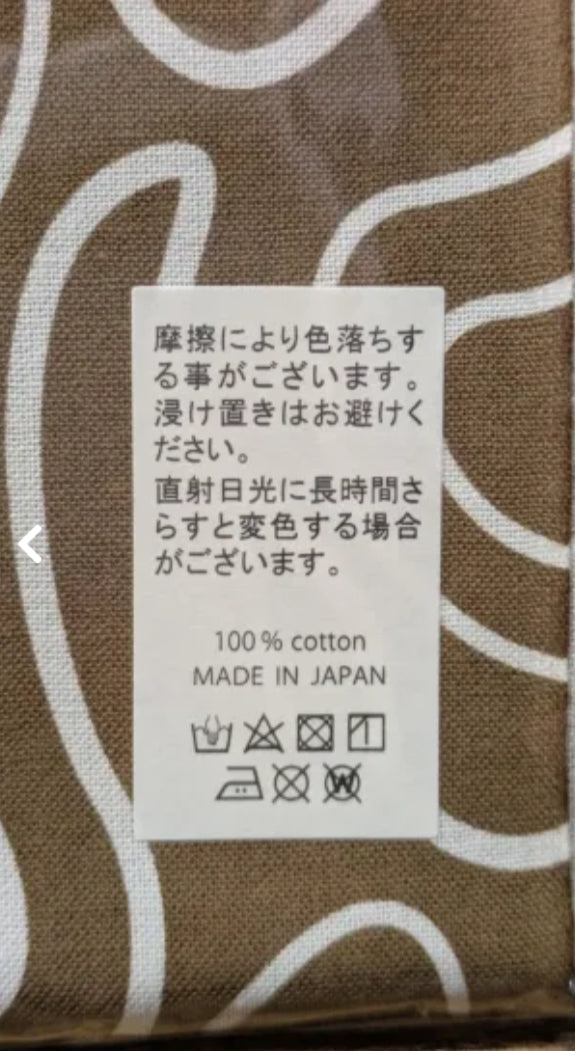 摩擦により色落ちす
る事がございます。
浸け置きはお避けく
ださい。
直射日光に長時間さ
らすと変色する場合
がございます。
100% cotton
MADE IN JAPAN
W